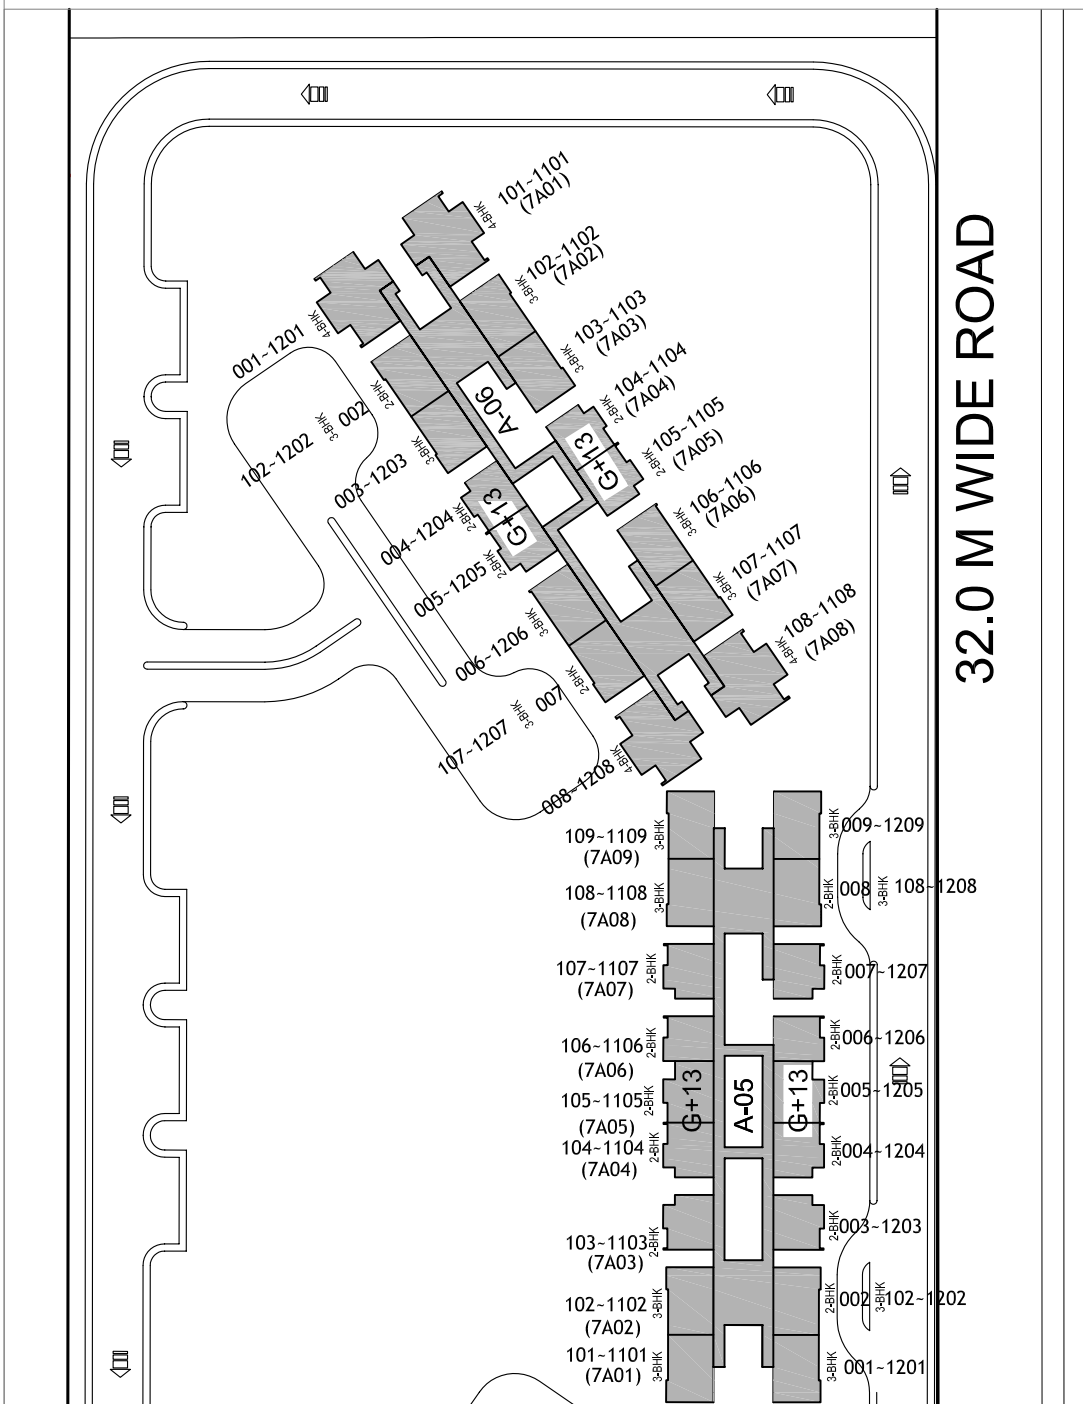 101~1101
(7A01)
4-BHK
102~1102
(7A02)
3-BHK
103~1103
(7A03)
3-BHK
104~1104
(7A04)
2-BHK
105~1105
(7A05)
2-BHK
106~1106
(7A06)
3-BHK
107~1107
(7A07)
3-BHK
108~1108
(7A08)
4-BHK
001~1201
4-BHK
002
2-BHK
102~1202
3-BHK
003~1203
3-BHK
004~1204
2-BHK
005~1205
2-BHK
006~1206
3-BHK
007
2-BHK
107~1207
3-BHK
008~1208
4-BHK
A-06
G+13
G+13
32.0 M WIDE ROAD
109~1109
(7A09)
3-BHK
108~1108
(7A08)
3-BHK
107~1107
(7A07)
2-BHK
106~1106
(7A06)
2-BHK
105~1105
(7A05)
2-BHK
104~1104
(7A04)
2-BHK
103~1103
(7A03)
2-BHK
102~1102
(7A02)
3-BHK
101~1101
(7A01)
3-BHK
G+13
A-05
G+13
3-BHK
009~1209
2-BHK
008
3-BHK
108~1208
2-BHK
007~1207
2-BHK
006~1206
2-BHK
005~1205
2-BHK
004~1204
2-BHK
003~1203
2-BHK
002
3-BHK
102~1202
3-BHK
001~1201